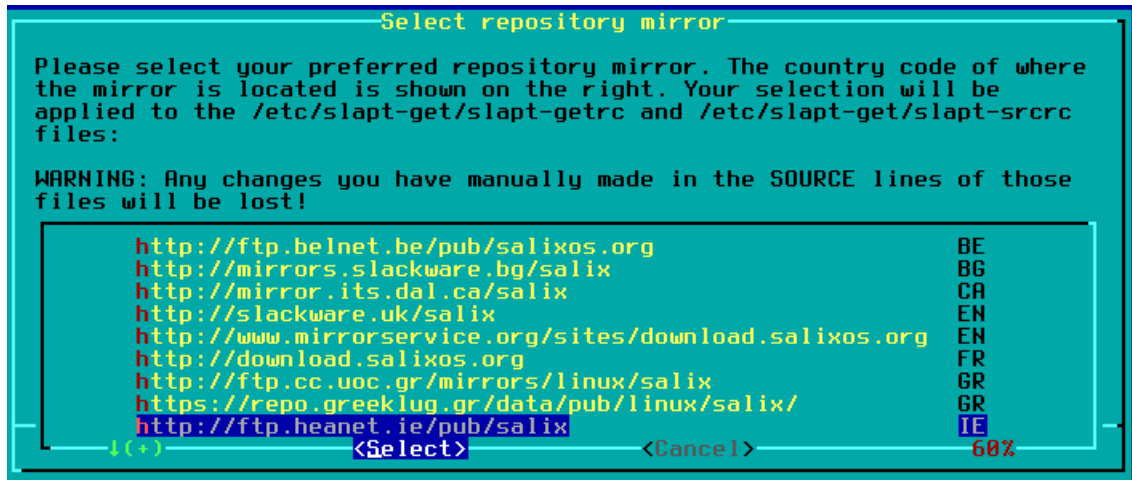 Select repository mirror
Please select your preferred repository mirror. The country code of where
the mirror is located is shown on the right. Your selection will be
applied to the /etc/slapt-get/slapt-getrc and /etc/slapt-get/slapt-srcrc
files:
WARNING: Any changes you have manually made in the SOURCE lines of those
files will be lost!
http://ftp.belnet.be/pub/salixos.org BE
http://mirrors.slackware.bg/salix BG
http://mirror.its.dal.ca/salix CA
http://slackware.uk/salix EN
http://www.mirrorservice.org/sites/download.salixos.org EN
http://download.salixos.org FR
http://ftp.cc.uoc.gr/mirrors/linux/salix GR
https://repo.greeklug.gr/data/pub/linux/salix/ GR
http://ftp.heanet.ie/pub/salix IE
↓(+) <Select> <Cancel> 60%